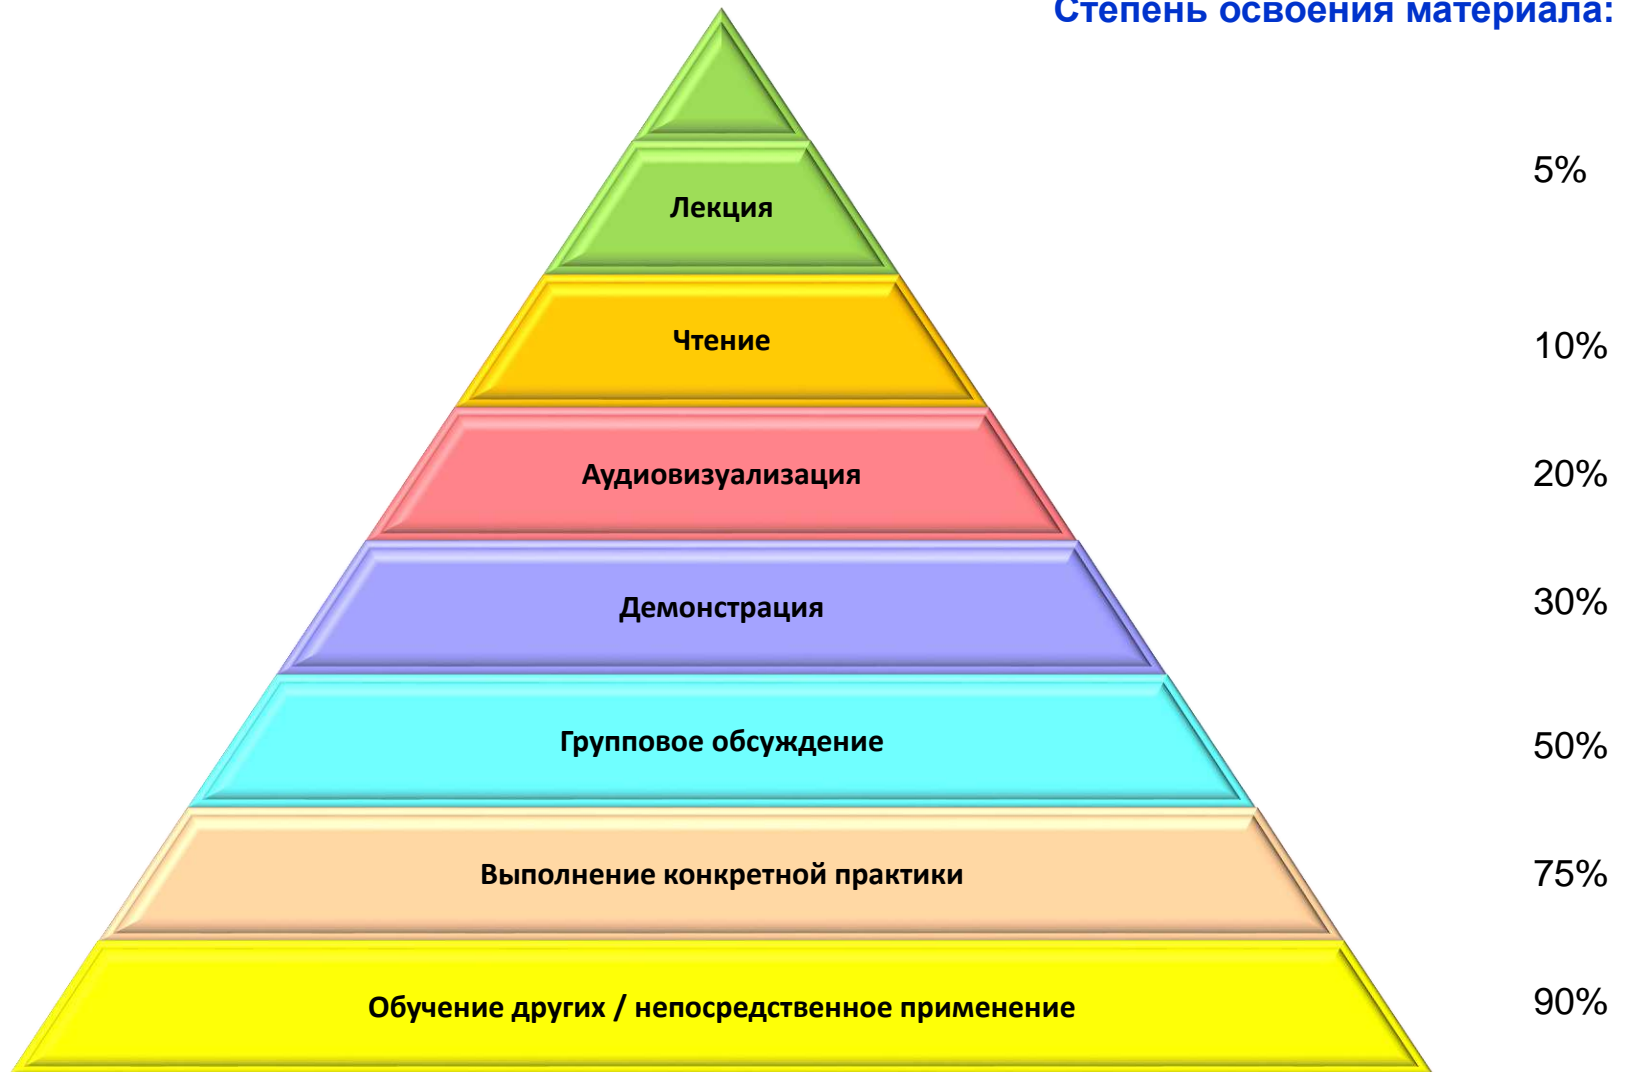 Степень освоения материала:
5%
Лекция
Чтение
10%
Аудиовизуализация
20%
Демонстрация
30%
Групповое обсуждение
50%
Выполнение конкретной практики
75%
Обучение других / непосредственное применение
90%